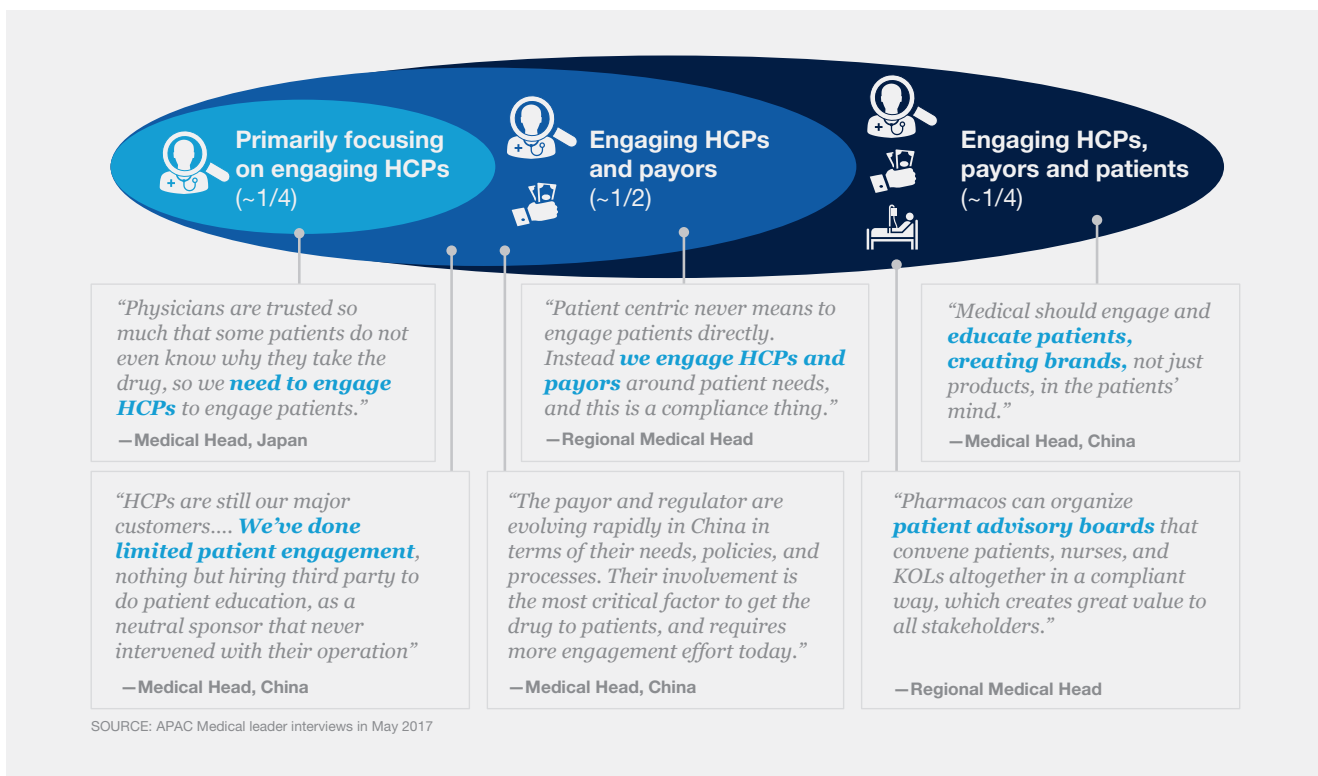 Primarily focusing
on engaging HCPs
(~1/4)
Engaging HCPs
and payors
(~1/2)
Engaging HCPs,
payors and patients
(~1/4)
“Physicians are trusted so
much that some patients do not
even know why they take the
drug, so we need to engage
HCPs to engage patients.”
—Medical Head, Japan
“Patient centric never means to
engage patients directly.
Instead we engage HCPs and
payors around patient needs,
and this is a compliance thing.”
—Regional Medical Head
“Medical should engage and
educate patients,
creating brands, not just
products, in the patients’
mind.”
—Medical Head, China
“HCPs are still our major
customers.... We’ve done
limited patient engagement,
nothing but hiring third party to
do patient education, as a
neutral sponsor that never
intervened with their operation”
—Medical Head, China
“The payor and regulator are
evolving rapidly in China in
terms of their needs, policies, and
processes. Their involvement is
the most critical factor to get the
drug to patients, and requires
more engagement effort today.”
—Medical Head, China
“Pharmacos can organize
patient advisory boards that
convene patients, nurses, and
KOLs altogether in a compliant
way, which creates great value to
all stakeholders.”
—Regional Medical Head
SOURCE: APAC Medical leader interviews in May 2017